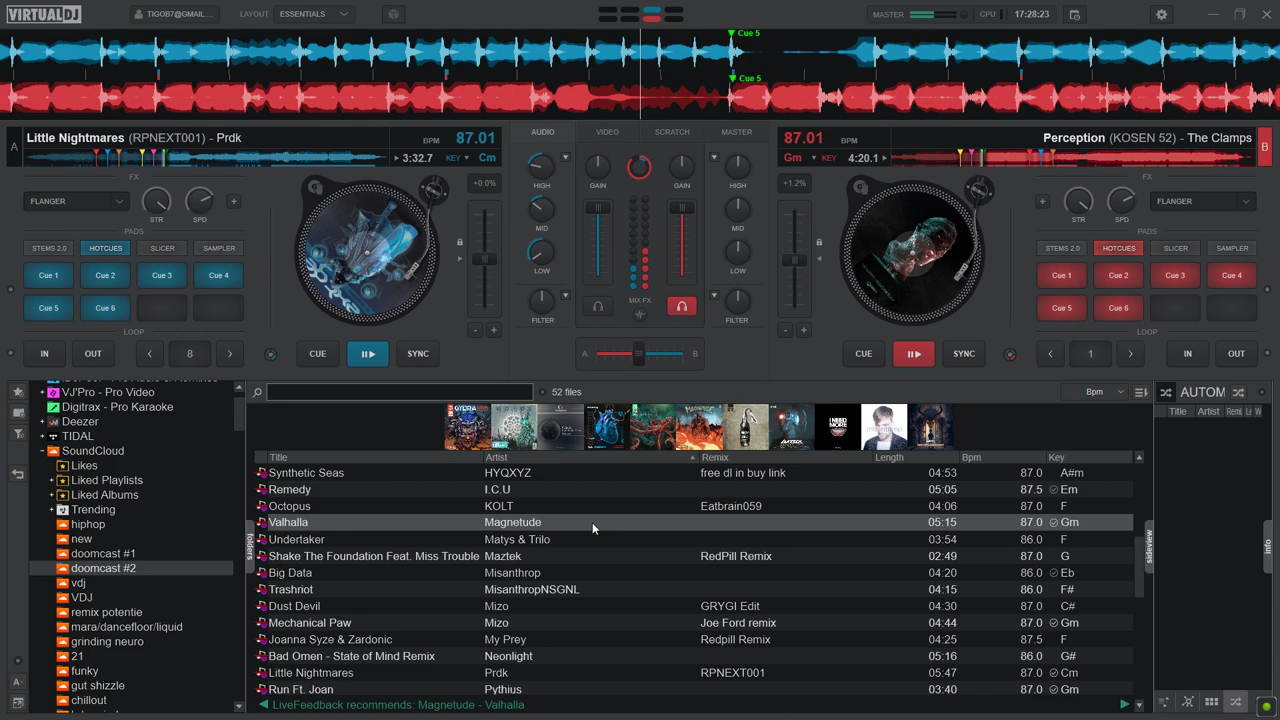 VIRTUALDJ
TIGOB7@GMAIL...
LAYOUT
ESSENTIALS
MASTER
CPU
17:28:23
Cue 5
Cue 5
A
Little Nightmares (RPNEXT001) - Prdk
BPM
87.01
3:32.7
KEY
Cm
AUDIO
VIDEO
SCRATCH
MASTER
87.01
BPM
Gm
KEY
4:20.1
Perception (KOSEN 52) - The Clamps
B
FX
FLANGER
STR
SPD
+
+0.0%
PADS
STEMS 2.0
HOTCUES
SLICER
SAMPLER
Cue 1
Cue 2
Cue 3
Cue 4
Cue 5
Cue 6
LOOP
IN
OUT
8
CUE
SYNC
- +
HIGH
MID
LOW
FILTER
GAIN
GAIN
MIX FX
A
B
HIGH
MID
LOW
FILTER
+1.2%
- +
FX
+
STR
SPD
FLANGER
PADS
STEMS 2.0
HOTCUES
SLICER
SAMPLER
Cue 1
Cue 2
Cue 3
Cue 4
Cue 5
Cue 6
LOOP
CUE
SYNC
1
IN
OUT
VJ'Pro - Pro Video
Digitrax - Pro Karaoke
Deezer
TIDAL
SoundCloud
Likes
Liked Playlists
Liked Albums
Trending
hiphop
new
doomcast #1
doomcast #2
vdj
VDJ
remix potentie
mara/dancefloor/liquid
grinding neuro
21
funky
gut shizzle
chillout
folders
52 files
Bpm
Title Artist Remix Length Bpm Key
Synthetic Seas HYQXYZ free dl in buy link 04:53 87.0 A#m
Remedy I.C.U 05:05 87.5 Em
Octopus KOLT Eatbrain059 04:06 87.0 F
Valhalla Magnetude 05:15 87.0 Gm
Undertaker Matys & Trilo 03:54 86.0 F
Shake The Foundation Feat. Miss Trouble Maztek RedPill Remix 02:49 87.0 G
Big Data Misanthrop 04:20 86.0 Eb
Trashriot MisanthropNSGNL 04:15 86.0 F#
Dust Devil Mizo GRYGI Edit 04:30 87.0 C#
Mechanical Paw Mizo Joe Ford remix 04:44 87.0 Gm
Joanna Syze & Zardonic My Prey Redpill Remix 04:25 87.5 F
Bad Omen - State of Mind Remix Neonlight 05:16 86.0 G#
Little Nightmares Prdk RPNEXT001 05:47 87.0 Cm
Run Ft. Joan Pythius 03:40 87.0 Gm
LiveFeedback recommends: Magnetude - Valhalla
sideview
AUTOM
Title Artist Remi
info
A